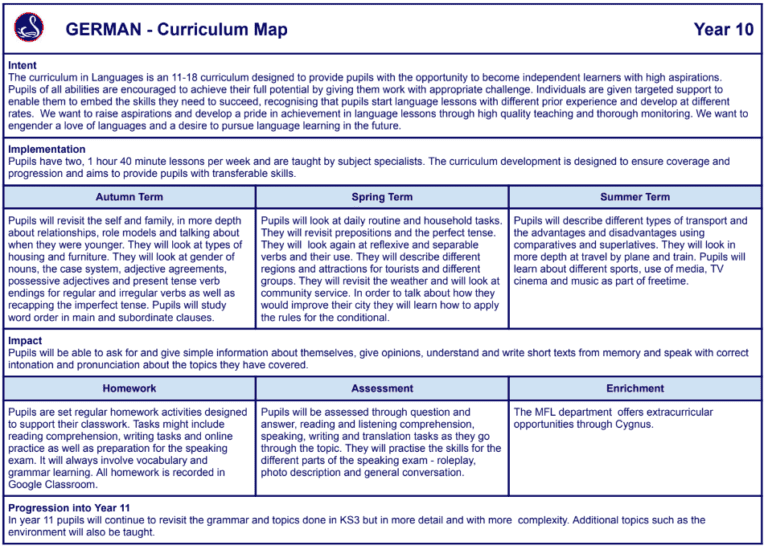 GERMAN - Curriculum Map
Year 10
Intent
The curriculum in Languages is an 11-18 curriculum designed to provide pupils with the opportunity to become independent learners with high aspirations.
Pupils of all abilities are encouraged to achieve their full potential by giving them work with appropriate challenge. Individuals are given targeted support to
enable them to embed the skills they need to succeed, recognising that pupils start language lessons with different prior experience and develop at different
rates. We want to raise aspirations and develop a pride in achievement in language lessons through high quality teaching and thorough monitoring. We want to
engender a love of languages and a desire to pursue language learning in the future.
Implementation
Pupils have two, 1 hour 40 minute lessons per week and are taught by subject specialists. The curriculum development is designed to ensure coverage and
progression and aims to provide pupils with transferable skills.
Autumn Term
Pupils will revisit the self and family, in more depth
about relationships, role models and talking about
when they were younger. They will look at types of
housing and furniture. They will look at gender of
nouns, the case system, adjective agreements,
possessive adjectives and present tense verb
endings for regular and irregular verbs as well as
recapping the imperfect tense. Pupils will study
word order in main and subordinate clauses.
Spring Term
Pupils will look at daily routine and household tasks.
They will revisit prepositions and the perfect tense.
They will look again at reflexive and separable
verbs and their use. They will describe different
regions and attractions for tourists and different
groups. They will revisit the weather and will look at
community service. In order to talk about how they
would improve their city they will learn how to apply
the rules for the conditional.
Summer Term
Pupils will describe different types of transport and
the advantages and disadvantages using
comparatives and superlatives. They will look in
more depth at travel by plane and train. Pupils will
learn about different sports, use of media, TV
cinema and music as part of freetime.
Impact
Pupils will be able to ask for and give simple information about themselves, give opinions, understand and write short texts from memory and speak with correct
intonation and pronunciation about the topics they have covered.
Homework
Pupils are set regular homework activities designed
to support their classwork. Tasks might include
reading comprehension, writing tasks and online
practice as well as preparation for the speaking
exam. It will always involve vocabulary and
grammar learning. All homework is recorded in
Google Classroom.
Assessment
Pupils will be assessed through question and
answer, reading and listening comprehension,
speaking, writing and translation tasks as they go
through the topic. They will practise the skills for the
different parts of the speaking exam - roleplay,
photo description and general conversation.
Enrichment
The MFL department offers extracurricular
opportunities through Cygnus.
Progression into Year 11
In year 11 pupils will continue to revisit the grammar and topics done in KS3 but in more detail and with more complexity. Additional topics such as the
environment will also be taught.